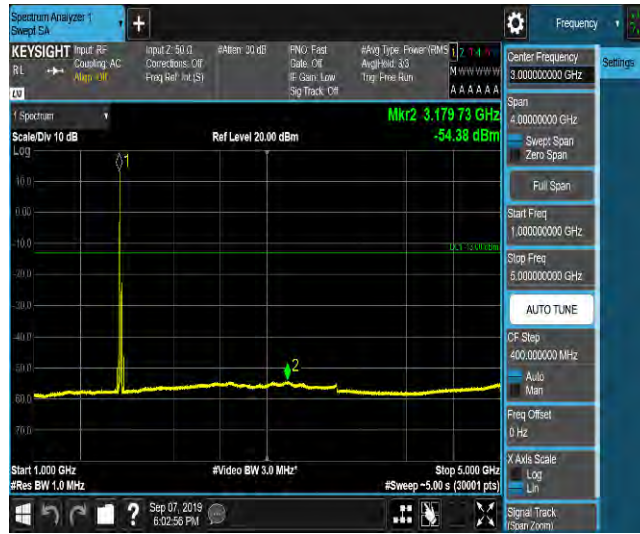 Spectrum Analyzer 1
Swept SA
Frequency
KEYSIGHT
Input: RF
Input Z: 50 Ω
#Atten: 30 dB
PNO: Fast
#Avg Type: Power (RMS
RL
Coupling: AC
Corrections: Off
Gate: Off
Avg|Hold: 3/3
Align: Off
Freq Ref: Int (S)
IF Gain: Low
Trig: Free Run
Sig Track: Off
LXI
M W W W W W
A A A A A A
Center Frequency
3.000000000 GHz
Settings
Span
4.00000000 GHz
Swept Span
Zero Span
Full Span
Start Freq
1.000000000 GHz
Stop Freq
5.000000000 GHz
AUTO TUNE
CF Step
400.000000 MHz
Auto
Man
Freq Offset
0 Hz
X Axis Scale
Log
Lin
Signal Track
(Span Zoom)
1 Spectrum
Mkr2 3.179 73 GHz
Scale/Div 10 dB
Ref Level 20.00 dBm
-54.38 dBm
Log
1
10.0
0.00
-10.0
DL1 -13.00 dBm
-20.0
-30.0
-40.0
-50.0
2
-60.0
-70.0
Start 1.000 GHz
#Video BW 3.0 MHz*
Stop 5.000 GHz
#Res BW 1.0 MHz
#Sweep ~5.00 s (30001 pts)
?
Sep 07, 2019
6:02:56 PM